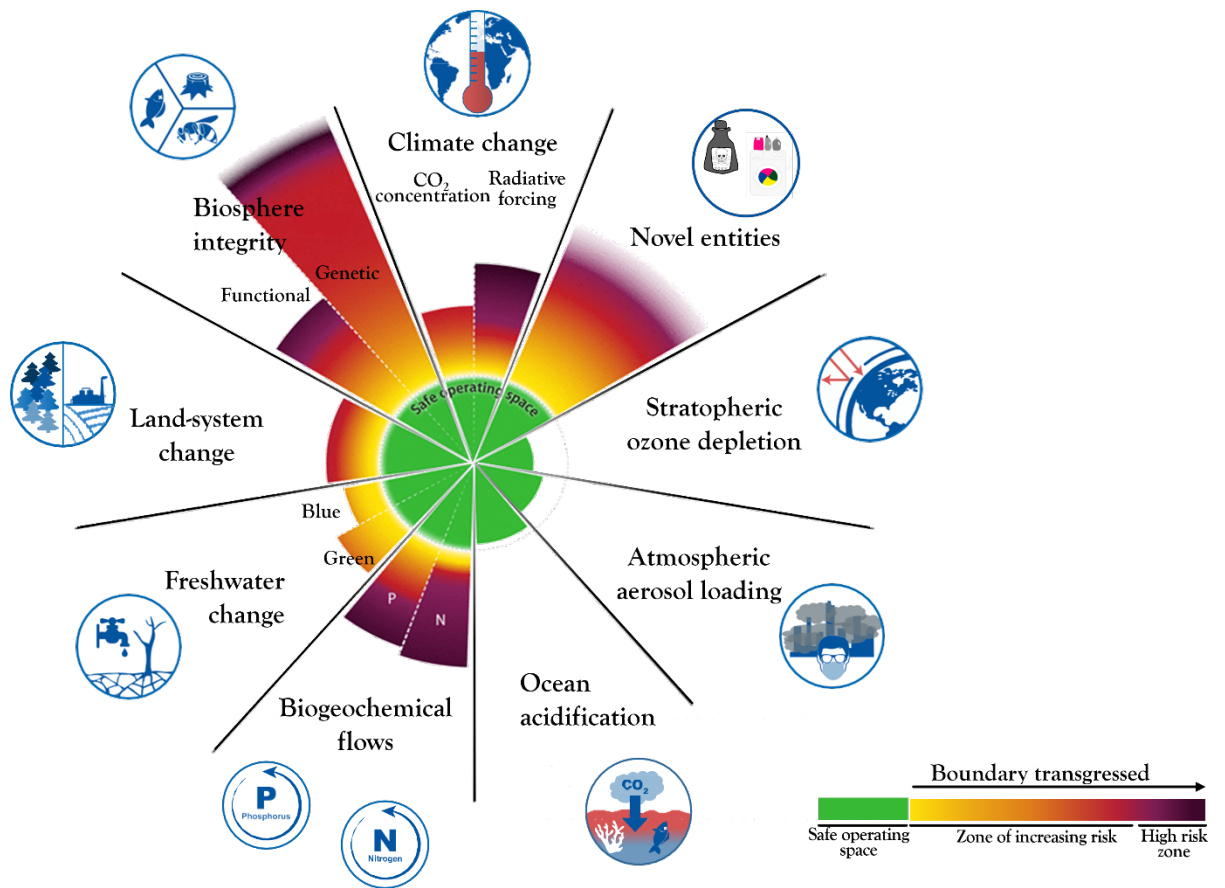 Climate change
CO2
concentration
Radiative
forcing
Novel entities
Stratopheric
ozone depletion
Atmospheric
aerosol loading
Ocean
acidification
CO2
Biogeochemical
flows
P
N
P
Phosphorus
N
Nitrogen
Freshwater
change
Blue
Green
Land-system
change
Biosphere
integrity
Functional
Genetic
Safe operating space
Boundary transgressed
Safe operating
space
Zone of increasing risk
High risk
zone